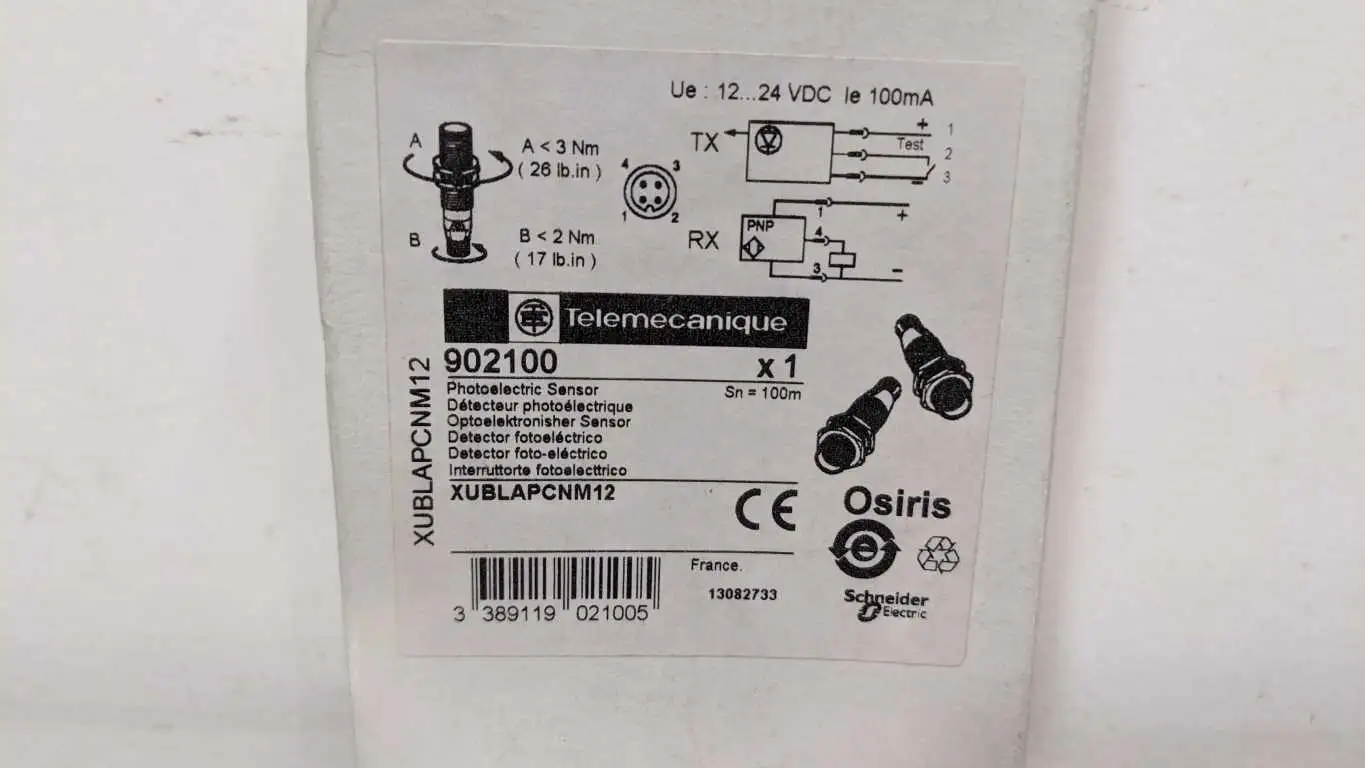 Ue : 12...24 VDC Ie 100mA
A
A < 3 Nm
( 26 lb.in )
B
B < 2 Nm
( 17 lb.in )
4 3
1 2
TX
+ 1
Test 2
- 3
RX
PNP
1 +
4
3 -
Telemecanique
902100 x 1
Photoelectric Sensor Sn = 100m
Détecteur photoélectrique
Optoelektronisher Sensor
Detector fotoeléctrico
Detector foto-eléctrico
Interruttorte fotoelecttrico
XUBLAPCNM12
XUBLAPCNM12
CE
Osiris
France.
13082733
3 389119 021005
Schneider
Electric